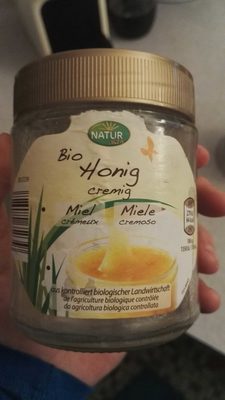 NATUR
Bio
Honig
cremig
Miel Miele
crémeux cremoso
aus kontrolliert biologischer Landwirtschaft
de l'agriculture biologique contrôlée
da agricoltura biologica controllata